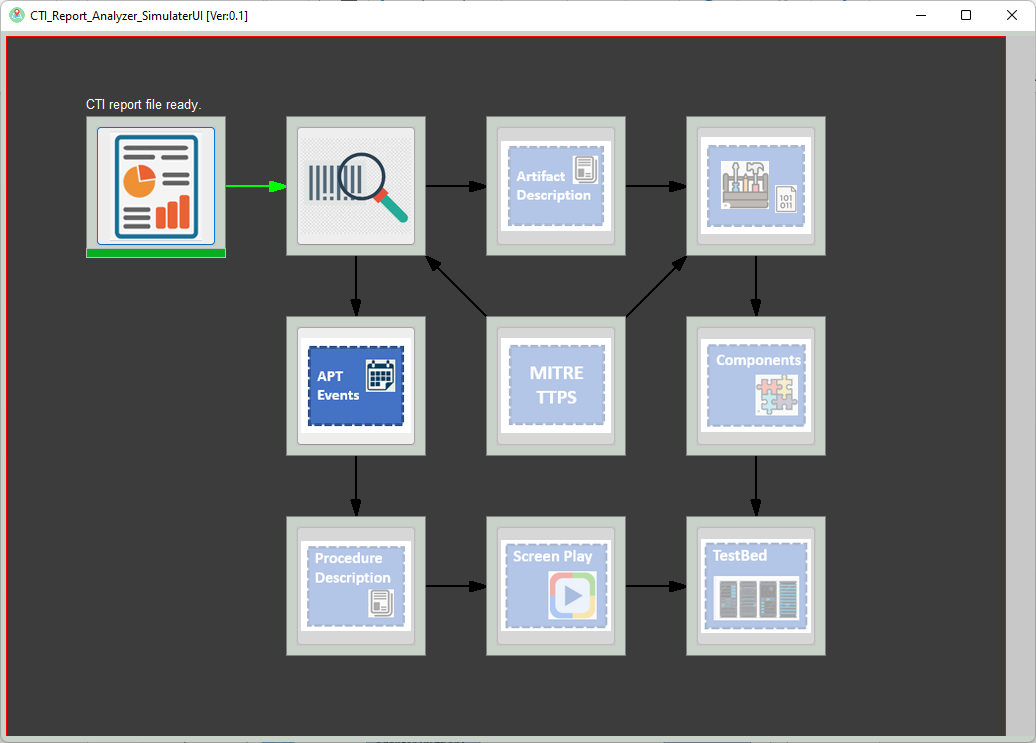 CTI_Report_Analyzer_SimulaterUI [Ver:0.1]
CTI report file ready.
Artifact
Description
101
011
APT
Events
MITRE
TTPS
Components
Procedure
Description
Screen Play
TestBed